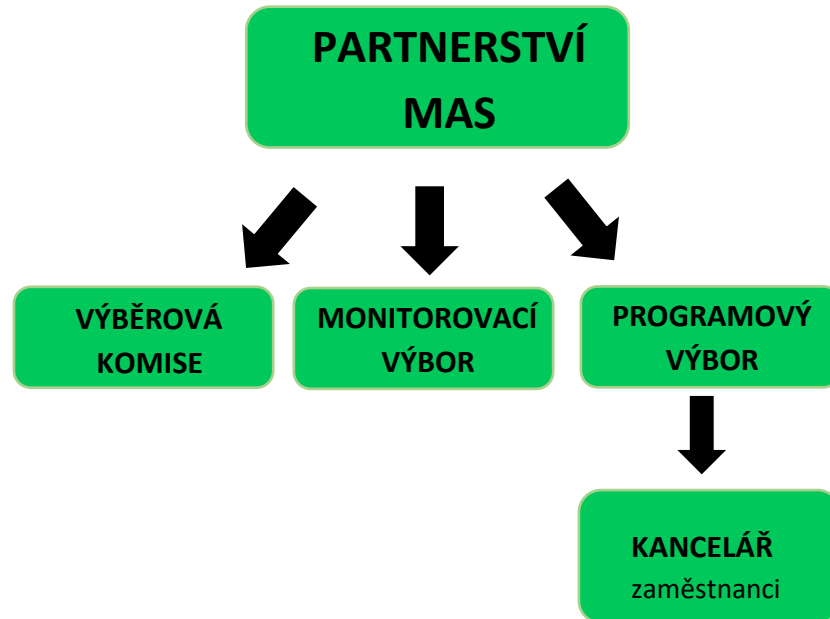 PARTNERSTVÍ
MAS
VÝBĚROVÁ
KOMISE
MONITOROVACÍ
VÝBOR
PROGRAMOVÝ
VÝBOR
KANCELÁŘ
zaměstnanci